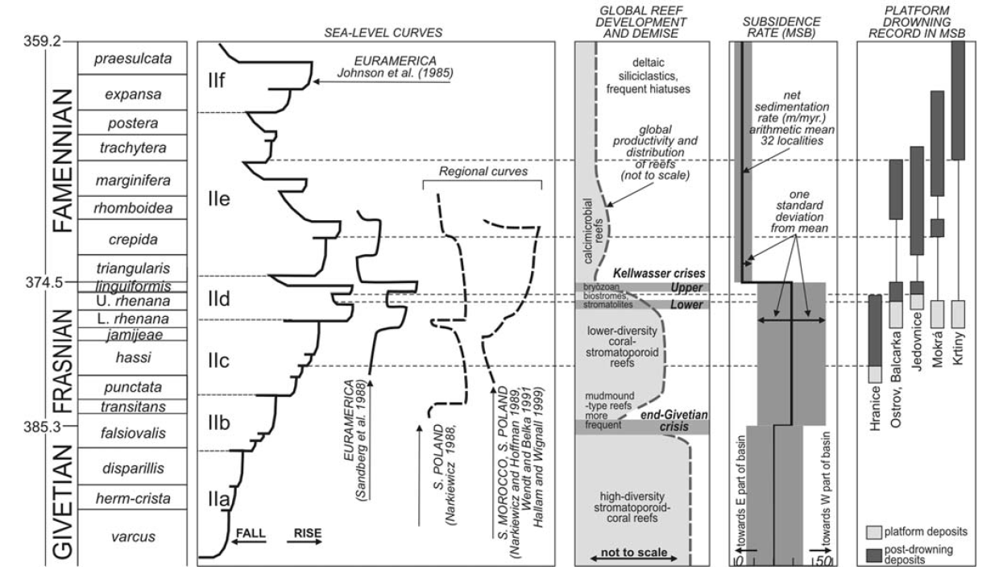 SEA-LEVEL CURVES
GLOBAL REEF
DEVELOPMENT
AND DEMISE
SUBSIDENCE
RATE (MSB)
PLATFORM
DROWNING
RECORD IN MSB
359.2
374.5
385.3
FAMENNIAN
FRASNIAN
GIVETIAN
praesulcata
expansa
postera
trachytera
marginifera
rhomboidea
crepida
triangularis
linguiformis
U. rhenana
L. rhenana
jamijeae
hassi
punctata
transitans
falsiovalis
disparillis
herm-crista
varcus
IIf
IIe
IId
IIc
IIb
IIa
EURAMERICA
Johnson et al. (1985)
Regional curves
EURAMERICA
(Sandberg et al. 1988)
S. POLAND
(Narkiewicz 1988,
S. MOROCCO, S. POLAND
(Narkiewicz and Hoffman 1989,
Wendt and Belka 1991
Hallam and Wignall 1999)
FALL
RISE
deltaic
siliciclastics,
frequent hiatuses
global
productivity and
distribution
of reefs
(not to scale)
calcimicrobial
reefs
Kellwasser crises
bryozoan
biostromes,
stromatolites
Upper
Lower
lower-diversity
coral-
stromatoporoid
reefs
mudmound
-type reefs
more
frequent
end-Givetian
crisis
high-diversity
stromatoporoid-
coral reefs
not to scale
net
sedimentation
rate (m/myr.)
arithmetic mean
32 localities
one
standard
deviation
from mean
towards E part of basin
towards W part of basin
0
150
Hranice
Ostrov, Balcarka
Jedovnice
Mokrá
Krtiny
platform deposits
post-drowning
deposits